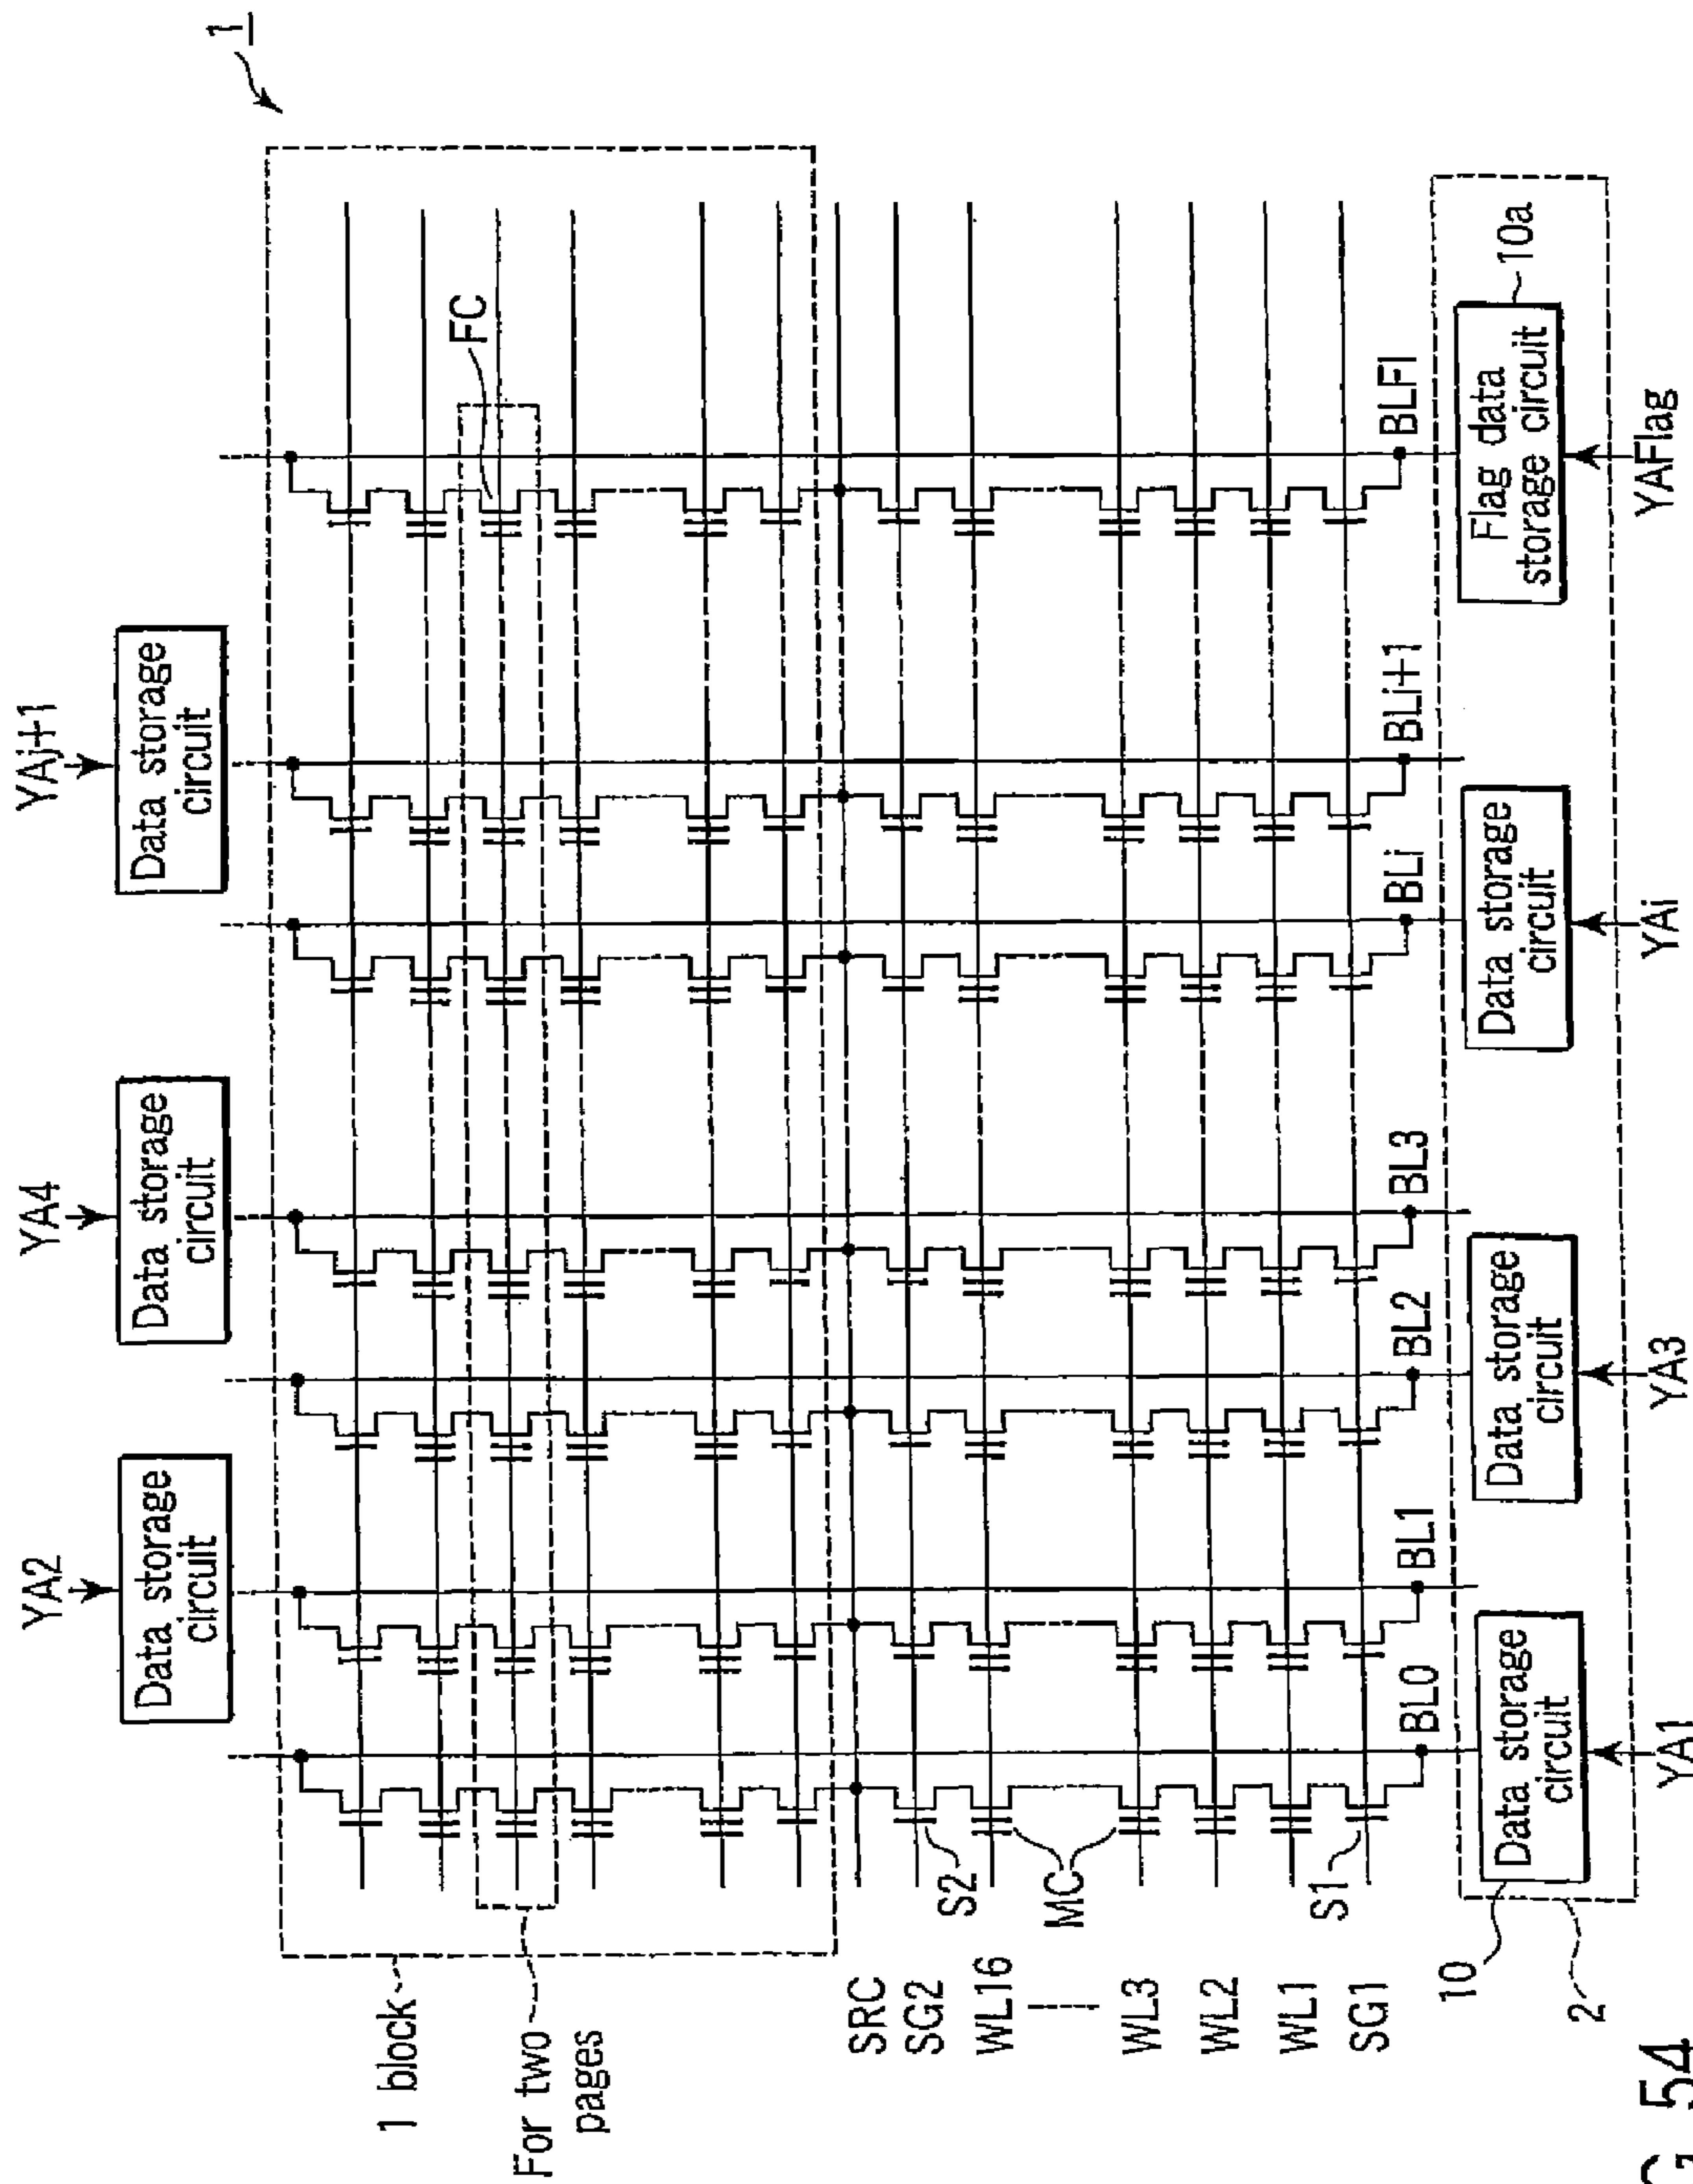 YA2
YA4
YAj+1
Data storage
circuit
Data storage
circuit
Data storage
circuit
1
1 block
For two
pages
FC
SRC
SG2
WL16
WL3
WL2
WL1
SG1
S2
MC
S1
BL0
BL1
BL2
BL3
BLi
BLi+1
BLF1
10
2
Data storage
circuit
Data storage
circuit
Data storage
circuit
Flag data
storage circuit
10a
YA1
YA3
YAi
YAFlag
G. 54